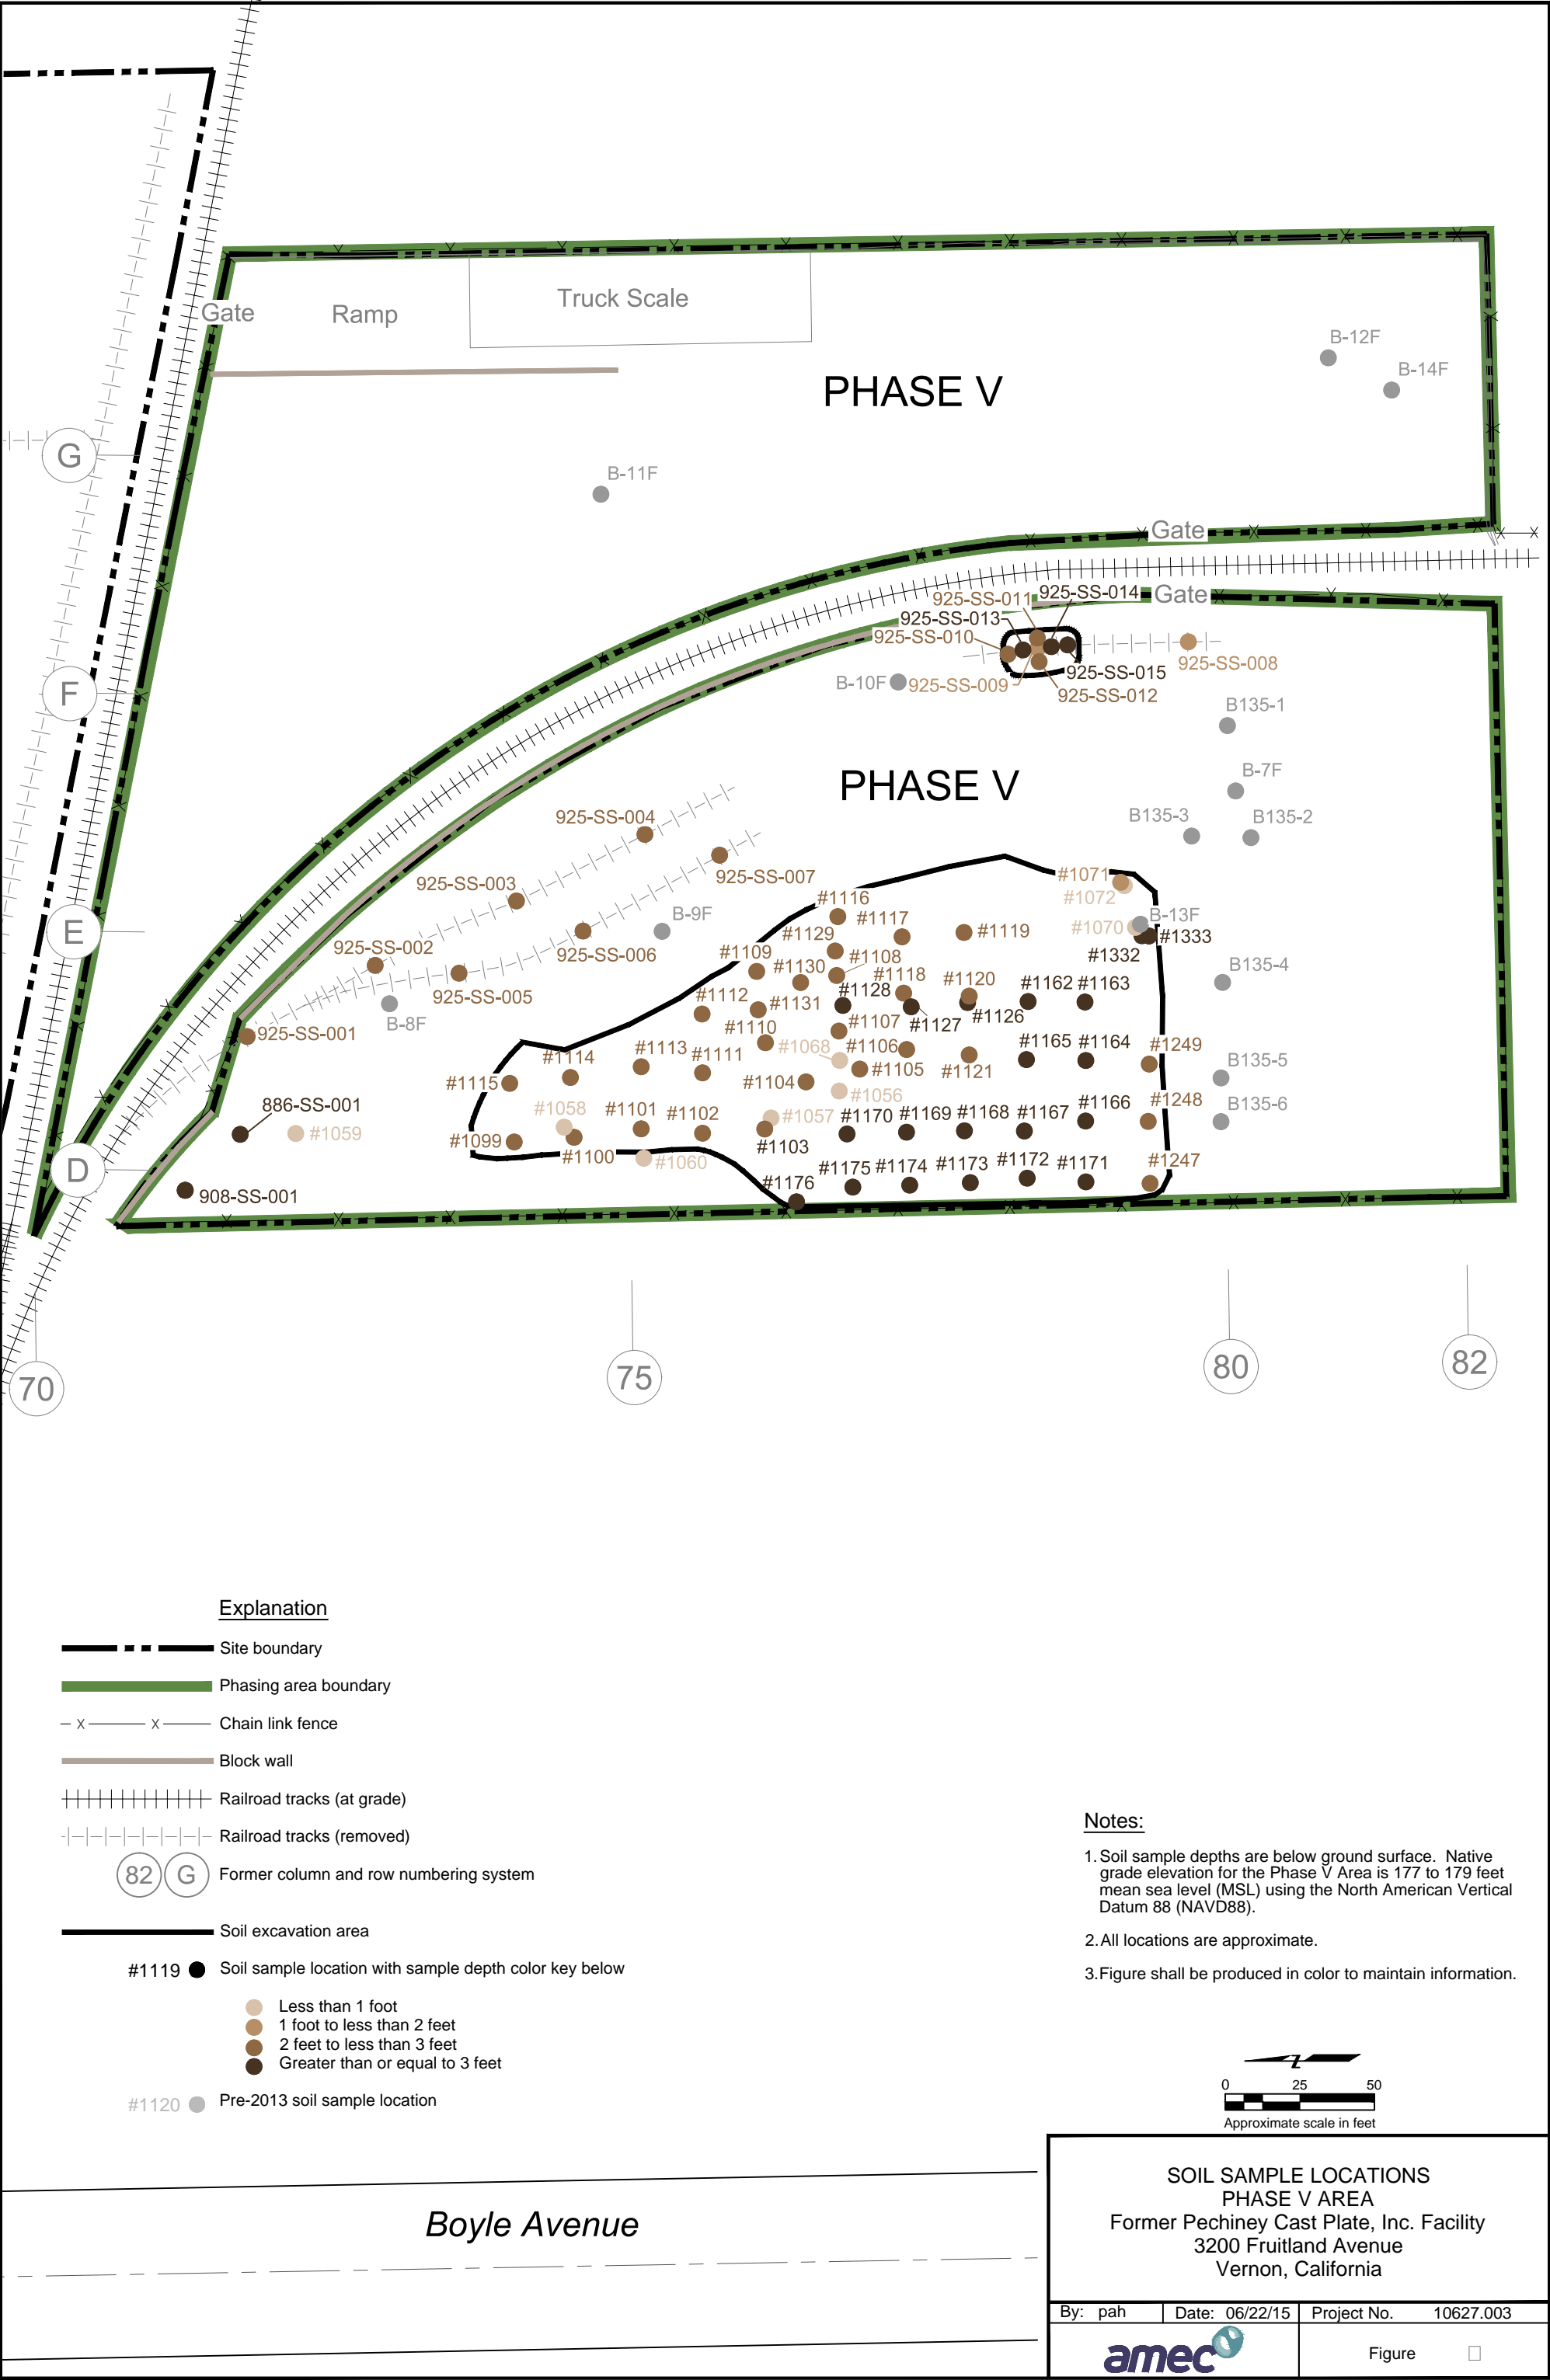 Gate
Ramp
Truck Scale
B-12F
PHASE V
B-14F
G
B-11F
Gate
925-SS-011
925-SS-014
Gate
925-SS-013
925-SS-010
925-SS-008
925-SS-015
F
B-10F
925-SS-009
925-SS-012
B135-1
B-7F
PHASE V
925-SS-004
B135-3
B135-2
925-SS-007
#1071
925-SS-003
#1072
#1116
B-9F
#1117
B-13F
E
#1129
#1119
#1070
#1333
925-SS-002
#1109
925-SS-006
#1108
#1332
#1130
B135-4
#1118
#1120
925-SS-005
#1112
#1128
#1162
#1163
#1131
B-8F
#1110
#1107
#1127
#1126
925-SS-001
#1113
#1111
#1068
#1106
#1165
#1164
#1249
#1114
#1105
#1121
B135-5
#1115
#1104
#1056
886-SS-001
#1058
#1101
#1102
#1057
#1166
#1248
B135-6
#1170
#1169
#1168
#1167
#1059
#1099
#1103
#1100
#1060
D
#1175
#1174
#1173
#1172
#1171
#1247
#1176
908-SS-001
70
75
80
82
Explanation
Site boundary
Phasing area boundary
X X
Chain link fence
Block wall
Railroad tracks (at grade)
Railroad tracks (removed)
82 G
Former column and row numbering system
Soil excavation area
#1119
Soil sample location with sample depth color key below
Less than 1 foot
1 foot to less than 2 feet
2 feet to less than 3 feet
Greater than or equal to 3 feet
#1120
Pre-2013 soil sample location
Notes:
1. Soil sample depths are below ground surface. Native
grade elevation for the Phase V Area is 177 to 179 feet
mean sea level (MSL) using the North American Vertical
Datum 88 (NAVD88).
2. All locations are approximate.
3. Figure shall be produced in color to maintain information.
Z
0 25 50
Approximate scale in feet
Boyle Avenue
SOIL SAMPLE LOCATIONS
PHASE V AREA
Former Pechiney Cast Plate, Inc. Facility
3200 Fruitland Avenue
Vernon, California
By: pah Date: 06/22/15 Project No. 10627.003
amec
Figure